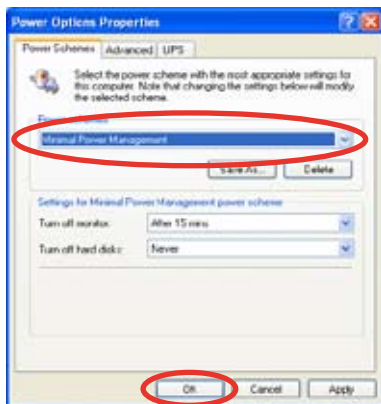 Power Options Properties
Power Schemes Advanced UPS
Select the power scheme with the most appropriate settings for
this computer. Note that changing the settings below will modify
the selected scheme.
Power schemes
Minimal Power Management
Save As... Delete
Settings for Minimal Power Management power scheme
Turn off monitor: After 15 mins
Turn off hard disks: Never
OK Cancel Apply